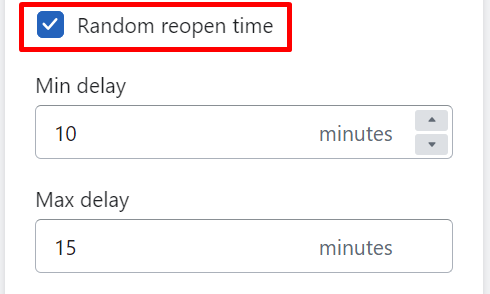 Random reopen time
Min delay
10 minutes
Max delay
15 minutes